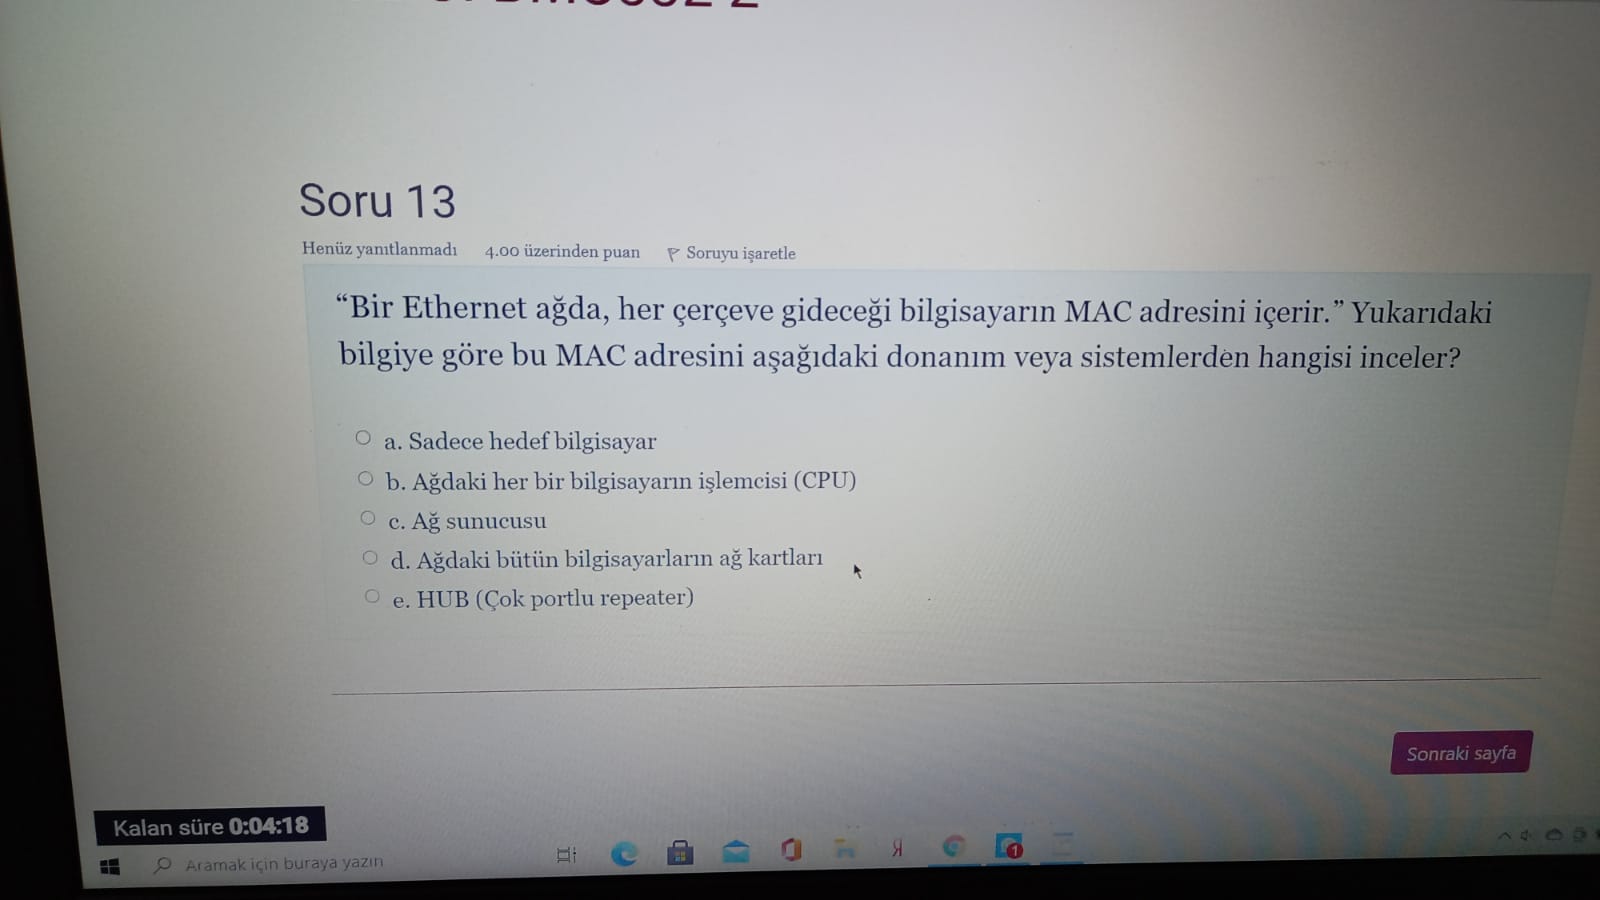 Soru 13
Henüz yanıtlanmadı 4.00 üzerinden puan Soruyu işaretle
“Bir Ethernet ağda, her çerçeve gideceği bilgisayarın MAC adresini içerir.” Yukarıdaki
bilgiye göre bu MAC adresini aşağıdaki donanım veya sistemlerden hangisi inceler?
a. Sadece hedef bilgisayar
b. Ağdaki her bir bilgisayarın işlemcisi (CPU)
c. Ağ sunucusu
d. Ağdaki bütün bilgisayarların ağ kartları
e. HUB (Çok portlu repeater)
Sonraki sayfa
Kalan süre 0:04:18
Aramak için buraya yazın
Я
1